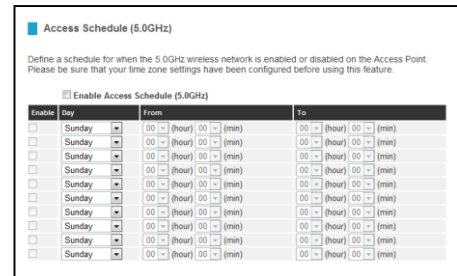 Access Schedule (5.0GHz)
Define a schedule for when the 5.0GHz wireless network is enabled or disabled on the Access Point.
Please be sure that your time zone settings have been configured before using this feature.
Enable Access Schedule (5.0GHz)
Enable Day From To
Sunday 00 (hour) 00 (min) 00 (hour) 00 (min)
Sunday 00 (hour) 00 (min) 00 (hour) 00 (min)
Sunday 00 (hour) 00 (min) 00 (hour) 00 (min)
Sunday 00 (hour) 00 (min) 00 (hour) 00 (min)
Sunday 00 (hour) 00 (min) 00 (hour) 00 (min)
Sunday 00 (hour) 00 (min) 00 (hour) 00 (min)
Sunday 00 (hour) 00 (min) 00 (hour) 00 (min)
Sunday 00 (hour) 00 (min) 00 (hour) 00 (min)
Sunday 00 (hour) 00 (min) 00 (hour) 00 (min)
Sunday 00 (hour) 00 (min) 00 (hour) 00 (min)